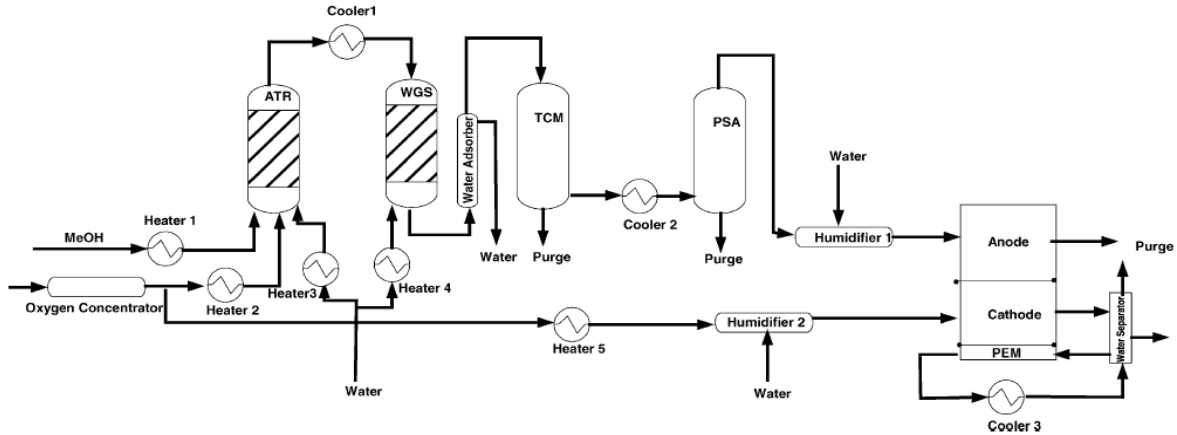 Cooler1
ATR
WGS
Water Adsorber
TCM
PSA
Water
Heater 1
MeOH
Cooler 2
Humidifier 1
Anode
Purge
Water
Purge
Purge
Oxygen Concentrator
Heater 2
Heater3
Heater 4
Cathode
Water Separator
Humidifier 2
Heater 5
PEM
Water
Water
Cooler 3